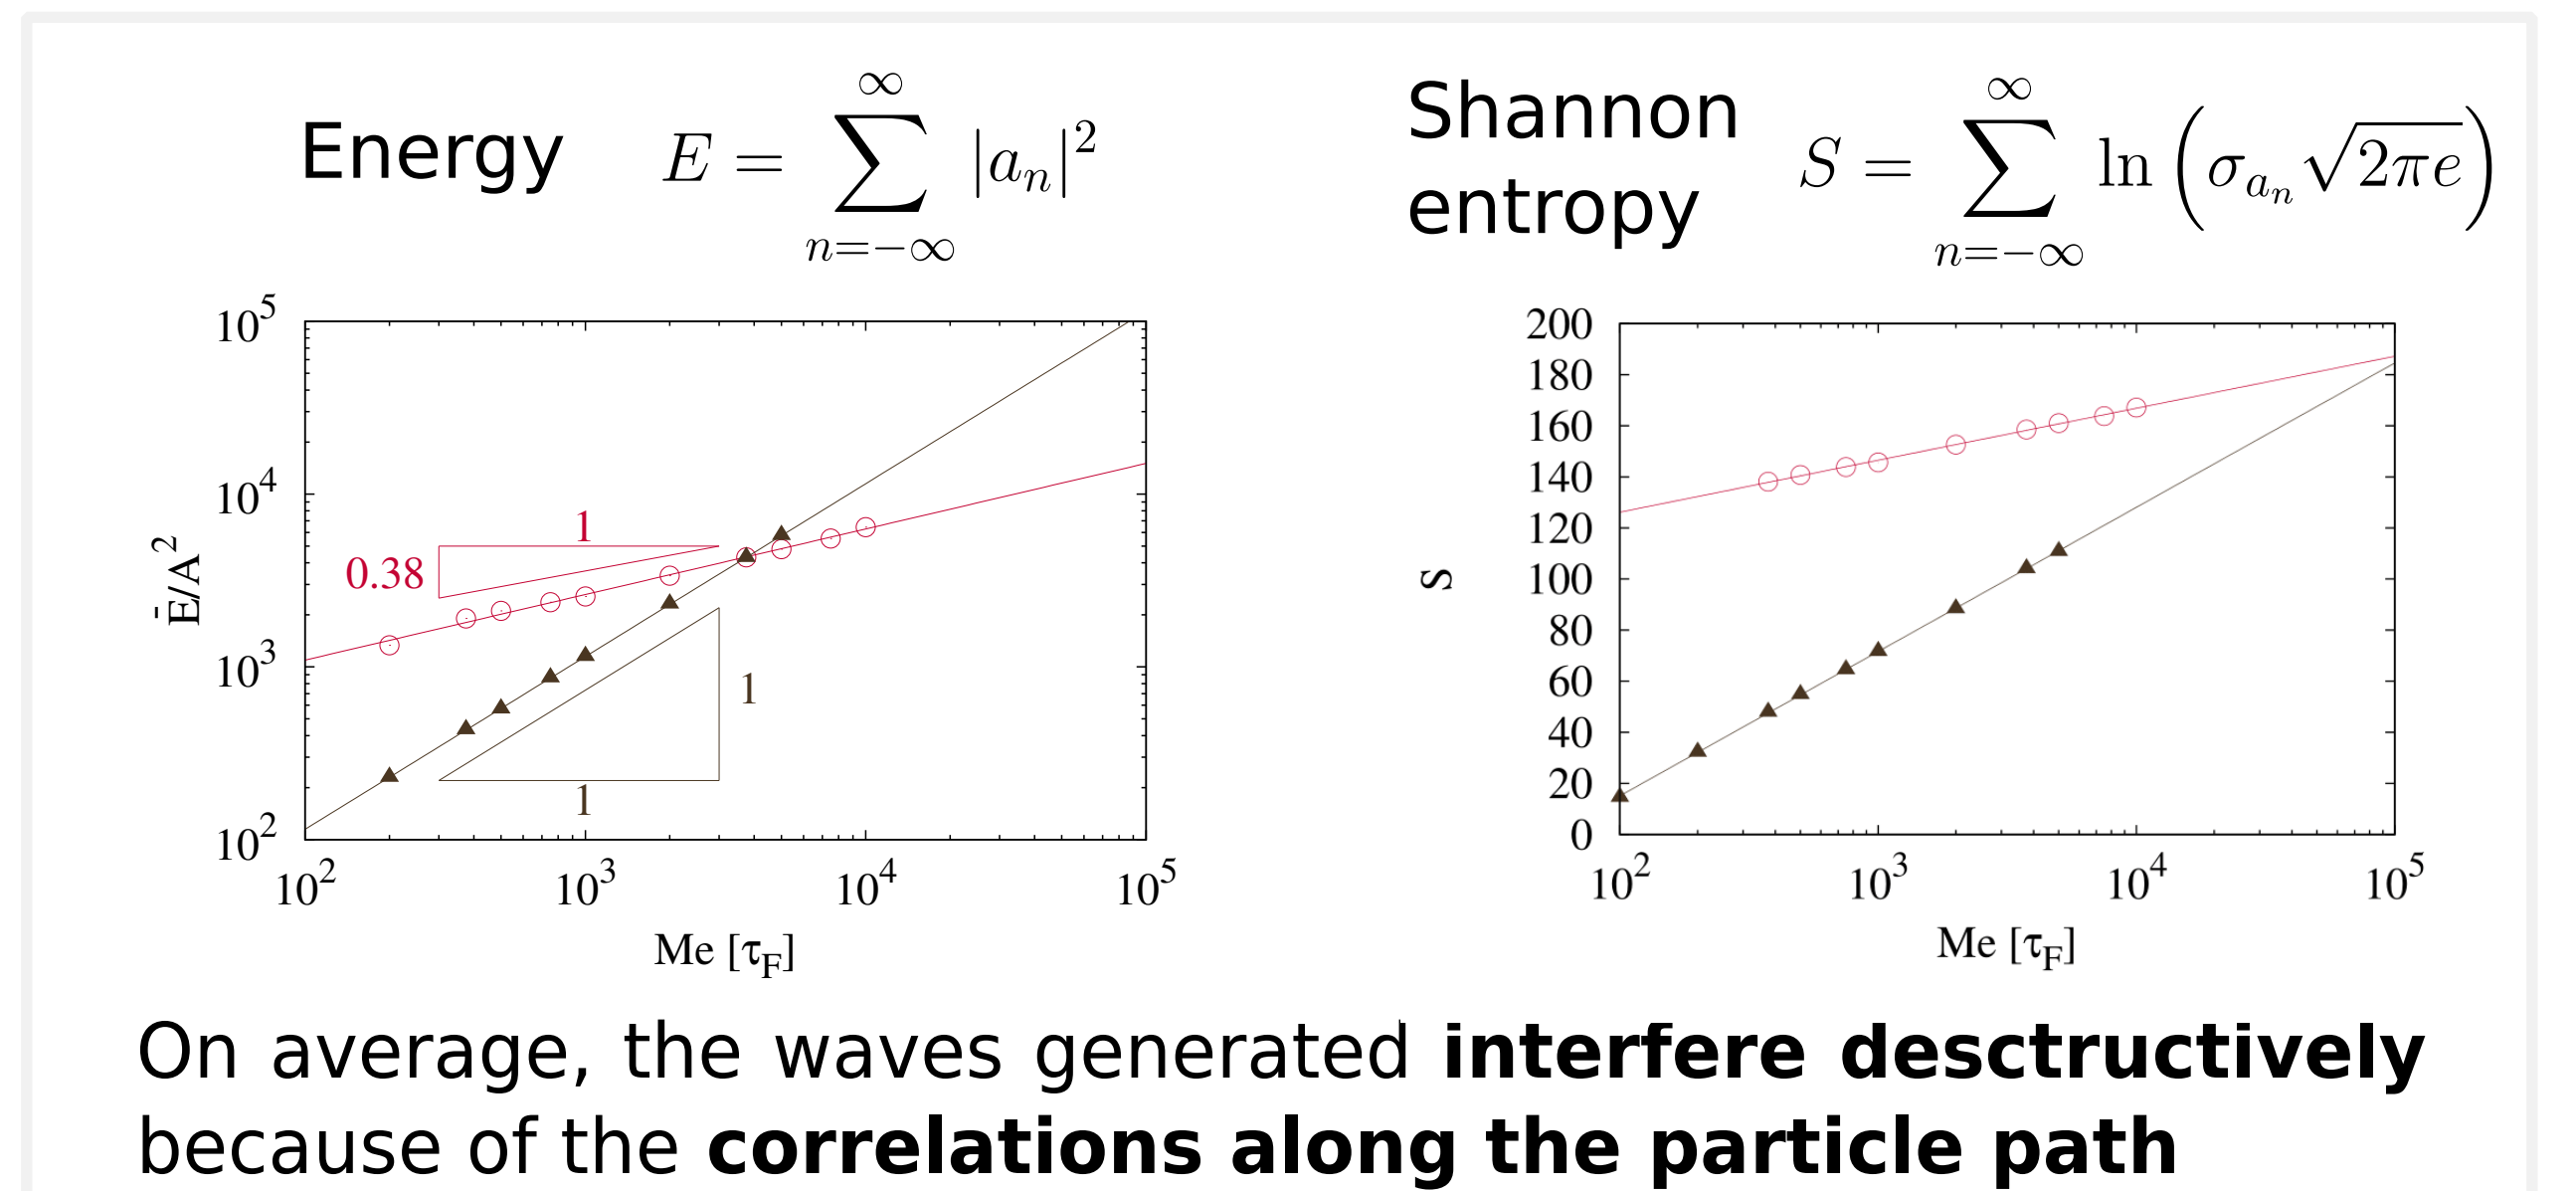 Energy E = ∑_{n=−∞}^{∞} |a_n|^2
Shannon
entropy
S = ∑_{n=−∞}^{∞} ln(σ_{a_n}√(2πe))
10^5
10^4
10^3
10^2
Ē/A^2
1
0.38
1
1
10^2 10^3 10^4 10^5
Me [τ_F]
200
180
160
140
120
100
80
60
40
20
0
S
10^2 10^3 10^4 10^5
Me [τ_F]
On average, the waves generated interfere desctructively
because of the correlations along the particle path